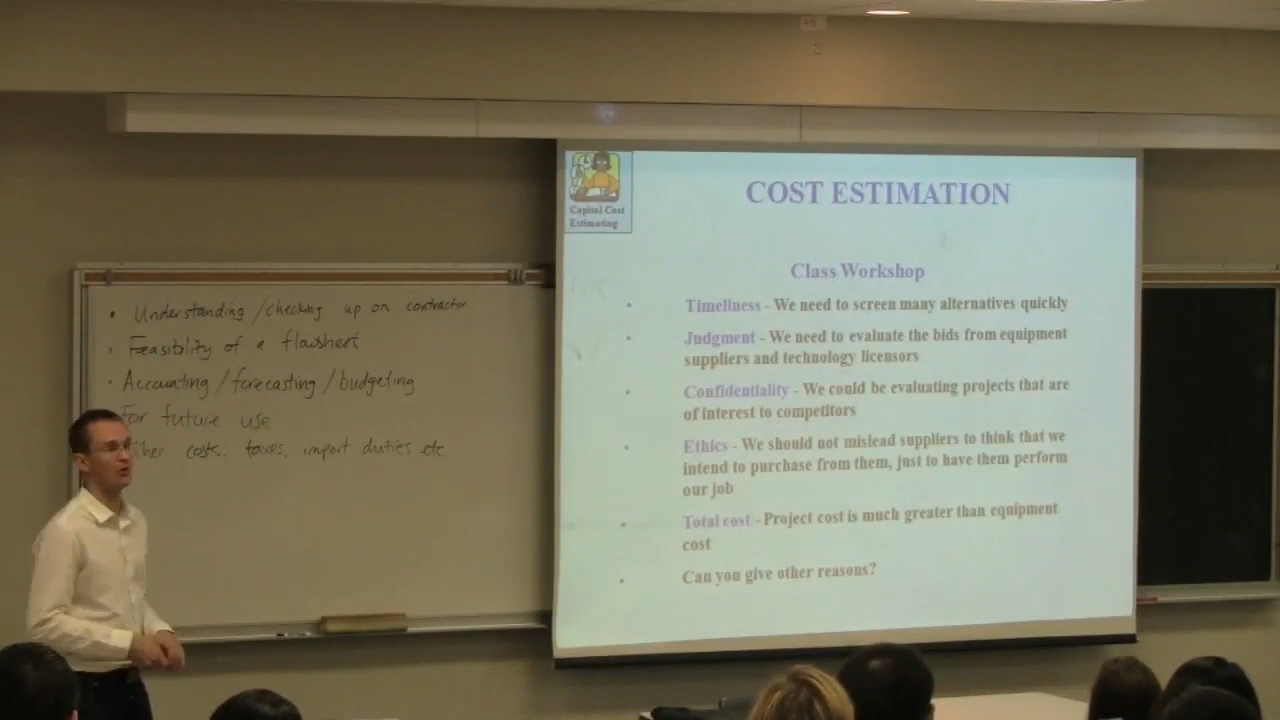 • Understanding / checking up on contractor
• Feasibility of a flowsheet
• Accounting / forecasting / budgeting
For future use
costs: taxes, import duties etc
Capital Cost
Estimating
COST ESTIMATION
Class Workshop
• Timeliness - We need to screen many alternatives quickly
• Judgment - We need to evaluate the bids from equipment
suppliers and technology licensors
• Confidentiality - We could be evaluating projects that are
of interest to competitors
• Ethics - We should not mislead suppliers to think that we
intend to purchase from them, just to have them perform
our job
• Total cost - Project cost is much greater than equipment
cost
• Can you give other reasons?